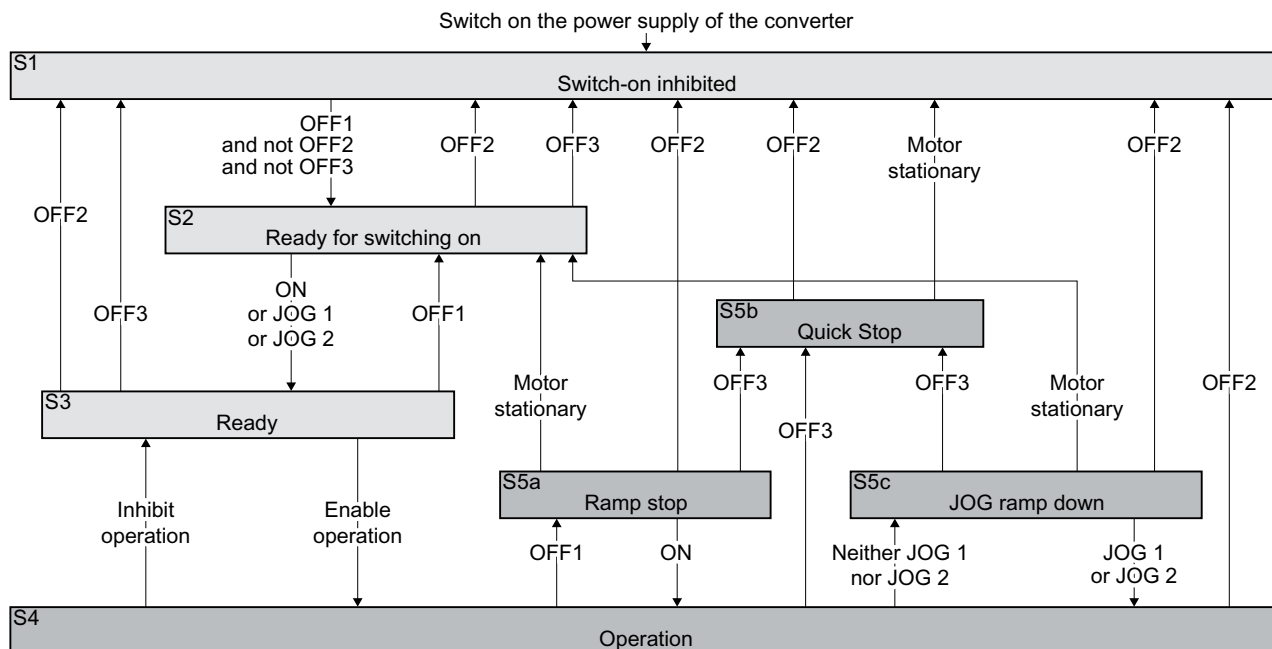 Switch on the power supply of the converter
S1
Switch-on inhibited
OFF1
and not OFF2
and not OFF3
OFF2
OFF3
OFF2
OFF2
Motor
stationary
OFF2
OFF2
S2
Ready for switching on
ON
or JOG 1
or JOG 2
OFF3
OFF1
S5b
Quick Stop
S3
Ready
Motor
stationary
OFF3
OFF3
OFF3
Motor
stationary
OFF2
S5a
Ramp stop
S5c
JOG ramp down
Inhibit
operation
Enable
operation
OFF1
ON
Neither JOG 1
nor JOG 2
JOG 1
or JOG 2
S4
Operation